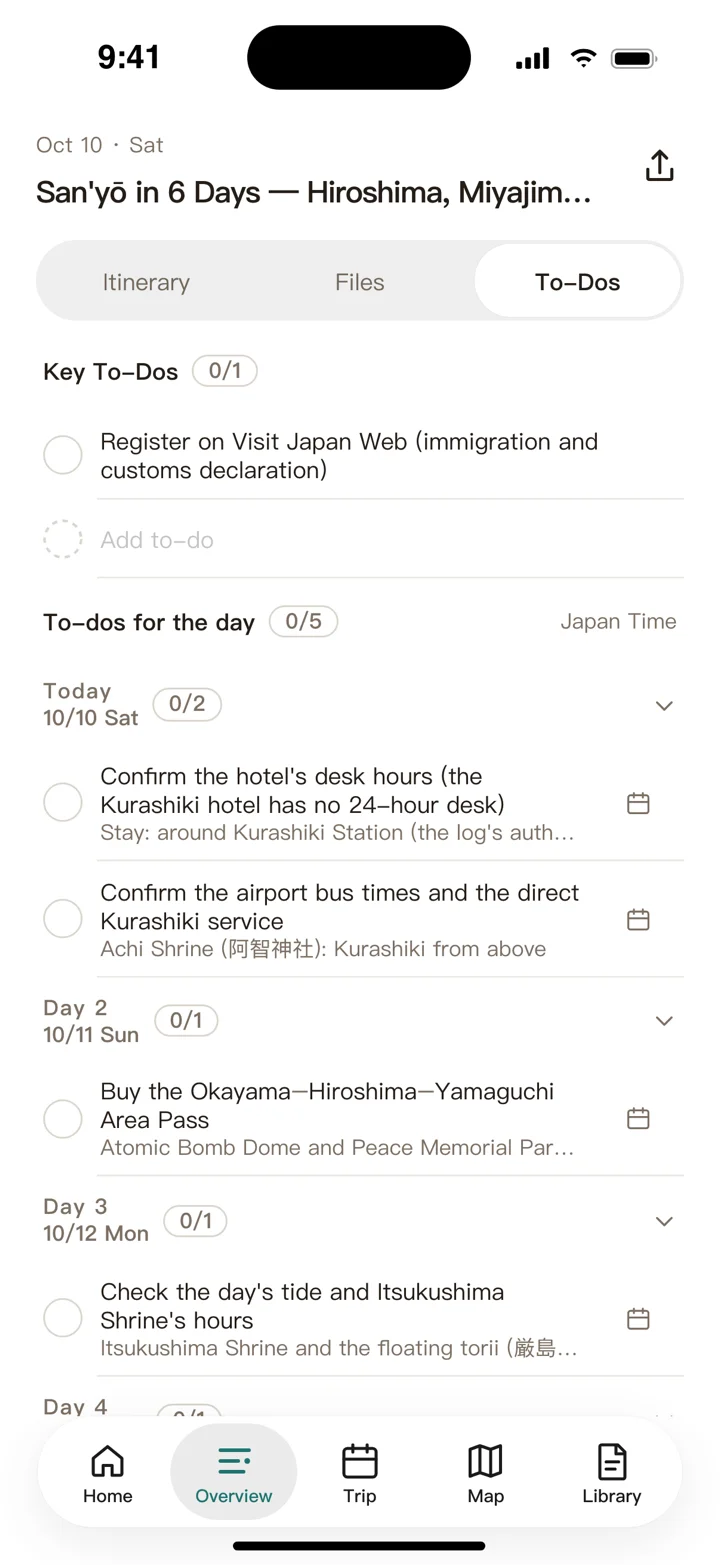 9:41
Oct 10 · Sat
San'yō in 6 Days — Hiroshima, Miyajim…
Itinerary
Files
To-Dos
Key To-Dos 0/1
Register on Visit Japan Web (immigration and
customs declaration)
Add to-do
To-dos for the day 0/5 Japan Time
Today
10/10 Sat
0/2
Confirm the hotel's desk hours (the
Kurashiki hotel has no 24-hour desk)
Stay: around Kurashiki Station (the log's auth…
Confirm the airport bus times and the direct
Kurashiki service
Achi Shrine (阿智神社): Kurashiki from above
Day 2
10/11 Sun
0/1
Buy the Okayama–Hiroshima–Yamaguchi
Area Pass
Atomic Bomb Dome and Peace Memorial Par…
Day 3
10/12 Mon
0/1
Check the day's tide and Itsukushima
Shrine's hours
Itsukushima Shrine and the floating torii (厳島…
Day 4
0/1
Home
Overview
Trip
Map
Library